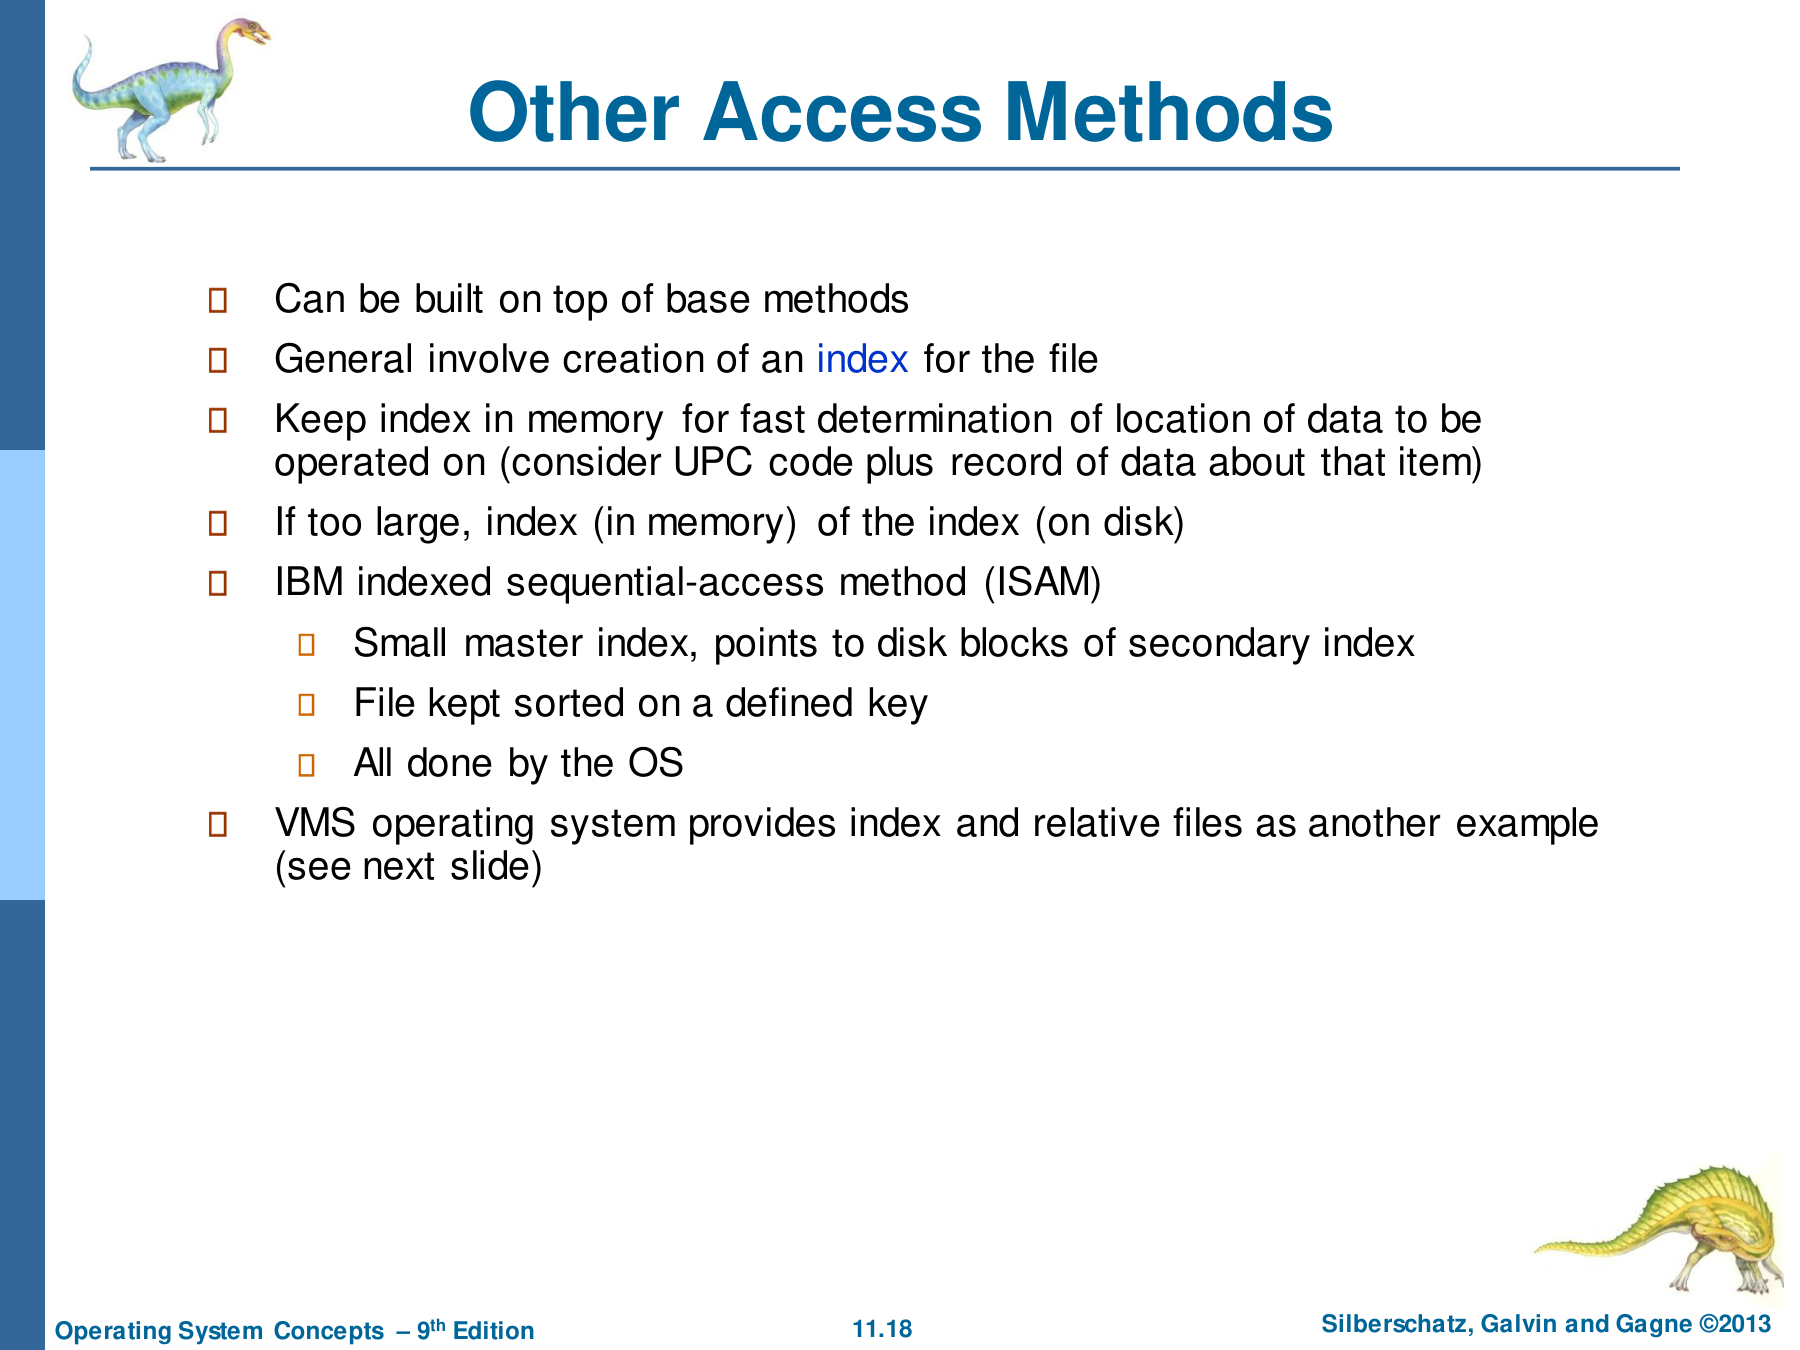 Other Access Methods
Can be built on top of base methods
General involve creation of an index for the file
Keep index in memory for fast determination of location of data to be
operated on (consider UPC code plus record of data about that item)
If too large, index (in memory) of the index (on disk)
IBM indexed sequential-access method (ISAM)
Small master index, points to disk blocks of secondary index
File kept sorted on a defined key
All done by the OS
VMS operating system provides index and relative files as another example
(see next slide)
Operating System Concepts – 9th Edition
11.18
Silberschatz, Galvin and Gagne ©2013